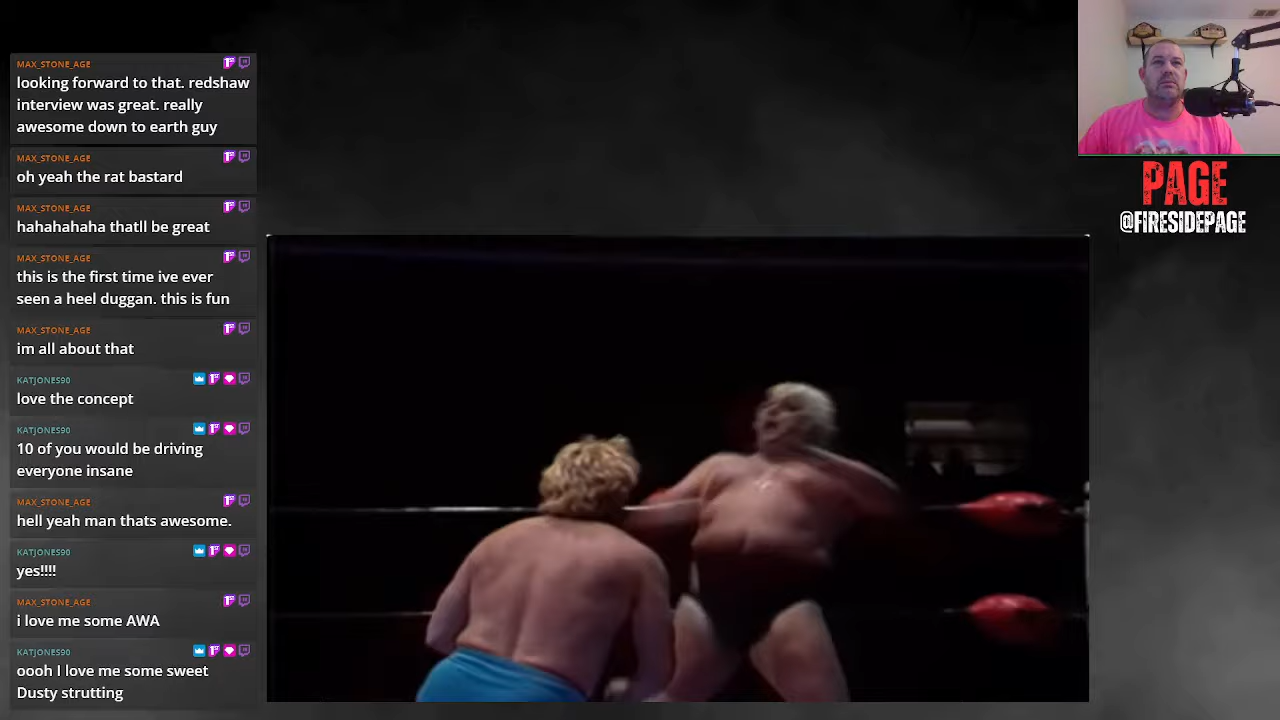 MAX_STONE_AGE
looking forward to that. redshaw
interview was great. really
awesome down to earth guy
MAX_STONE_AGE
oh yeah the rat bastard
MAX_STONE_AGE
hahahahaha thatll be great
MAX_STONE_AGE
this is the first time ive ever
seen a heel duggan. this is fun
MAX_STONE_AGE
im all about that
KATJONES90
love the concept
KATJONES90
10 of you would be driving
everyone insane
MAX_STONE_AGE
hell yeah man thats awesome.
KATJONES90
yes!!!!
MAX_STONE_AGE
i love me some AWA
KATJONES90
oooh I love me some sweet
Dusty strutting
PAGE
@FIRESIDEPAGE